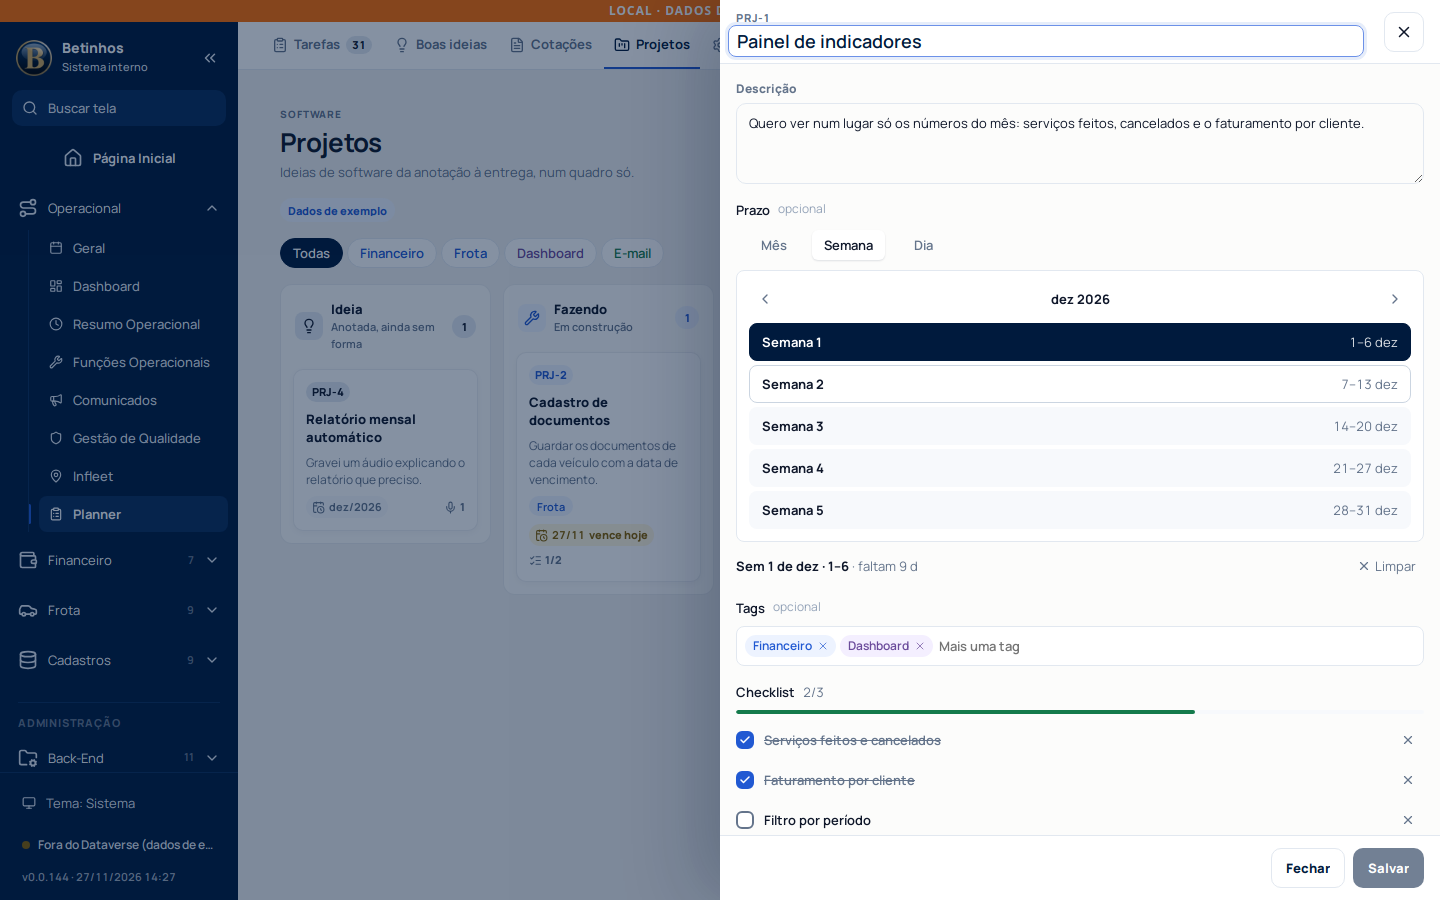 LOCAL · DADOS D
Betinhos
Sistema interno
Buscar tela
Página Inicial
Operacional
Geral
Dashboard
Resumo Operacional
Funções Operacionais
Comunicados
Gestão de Qualidade
Infleet
Planner
Financeiro 7
Frota 9
Cadastros 9
ADMINISTRAÇÃO
Back-End 11
Tema: Sistema
Fora do Dataverse (dados de e...
v0.0.144 · 27/11/2026 14:27
Tarefas 31
Boas ideias
Cotações
Projetos
SOFTWARE
Projetos
Ideias de software da anotação à entrega, num quadro só.
Dados de exemplo
Todas
Financeiro
Frota
Dashboard
E-mail
Ideia
Anotada, ainda sem
forma
1
PRJ-4
Relatório mensal
automático
Gravei um áudio explicando o
relatório que preciso.
dez/2026
1
Fazendo
Em construção
1
PRJ-2
Cadastro de
documentos
Guardar os documentos de
cada veículo com a data de
vencimento.
Frota
27/11 vence hoje
1/2
PRJ-1
Painel de indicadores
Descrição
Quero ver num lugar só os números do mês: serviços feitos, cancelados e o faturamento por cliente.
Prazo opcional
Mês
Semana
Dia
dez 2026
Semana 1 1–6 dez
Semana 2 7–13 dez
Semana 3 14–20 dez
Semana 4 21–27 dez
Semana 5 28–31 dez
Sem 1 de dez · 1–6 · faltam 9 d
Limpar
Tags opcional
Financeiro
Dashboard
Mais uma tag
Checklist 2/3
Serviços feitos e cancelados
Faturamento por cliente
Filtro por período
Fechar
Salvar